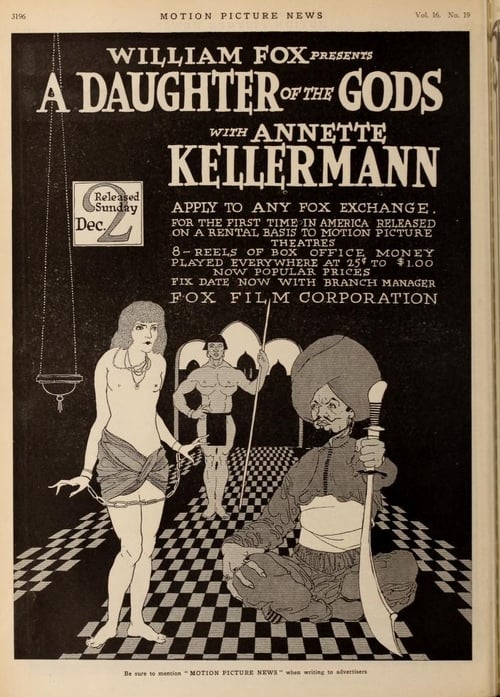 3196 MOTION PICTURE NEWS Vol. 16. No. 19
WILLIAM FOX PRESENTS
A DAUGHTER OF THE GODS
WITH ANNETTE
KELLERMANN
2
Released
Sunday
Dec.
APPLY TO ANY FOX EXCHANGE.
FOR THE FIRST TIME IN AMERICA RELEASED
ON A RENTAL BASIS TO MOTION PICTURE
THEATRES
8-REELS OF BOX OFFICE MONEY
PLAYED EVERYWHERE AT 25¢ TO $1.00
NOW POPULAR PRICES
FIX DATE NOW WITH BRANCH MANAGER
FOX FILM CORPORATION
Be sure to mention "MOTION PICTURE NEWS" when writing to advertisers